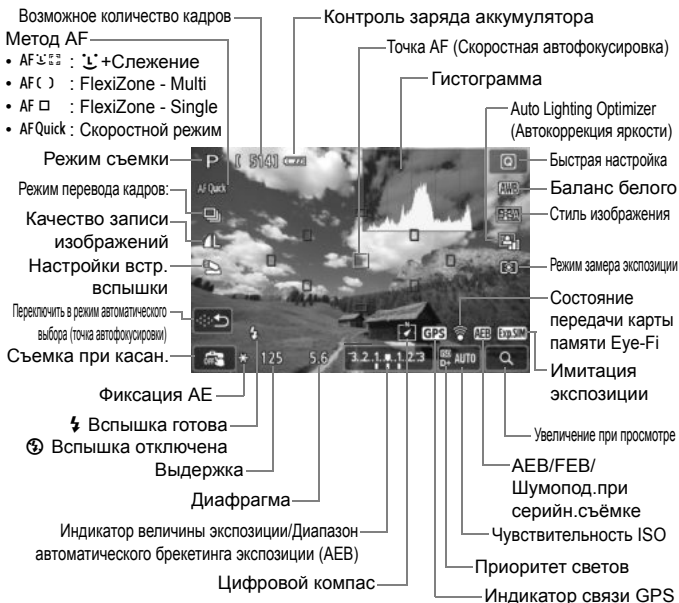 Возможное количество кадров
Контроль заряда аккумулятора
Метод AF
Точка AF (Скоростная автофокусировка)
• AF : +Слежение
• AF( ) : FlexiZone - Multi
• AF □ : FlexiZone - Single
• AFQuick : Скоростной режим
Гистограмма
Auto Lighting Optimizer
(Автокоррекция яркости)
Режим съемки
P [ 514]
Q
Быстрая настройка
Режим перевода кадров:
AF Quick
AWB
Баланс белого
Качество записи
изображений
L
Стиль изображения
Настройки встр.
вспышки
Режим замера экспозиции
Переключить в режим автоматического
выбора (точка автофокусировки)
Состояние
передачи карты
памяти Eye-Fi
GPS AEB Exp.SIM
Съемка при касан.
OFF * 125 5.6 3.2.1.0.1.2:3 ISO D+ AUTO
Имитация
экспозиции
Фиксация AE
Вспышка готова
Вспышка отключена
Увеличение при просмотре
Выдержка
AEB/FEB/
Шумопод.при
серийн.съёмке
Диафрагма
Индикатор величины экспозиции/Диапазон
автоматического брекетинга экспозиции (AEB)
Чувствительность ISO
Приоритет светов
Цифровой компас
Индикатор связи GPS